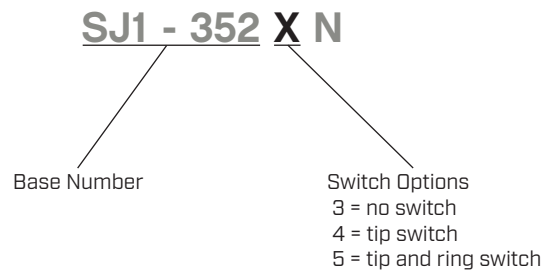 SJ1 - 352 X N
Base Number
Switch Options
3 = no switch
4 = tip switch
5 = tip and ring switch